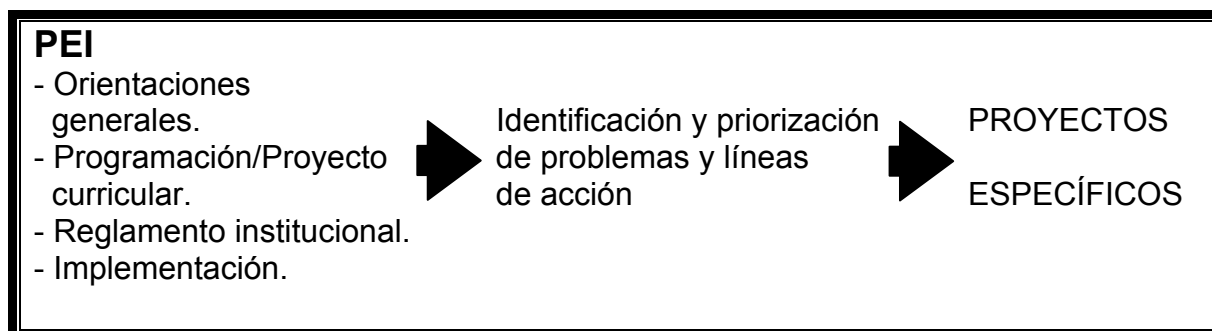 PEI
- Orientaciones
generales.
- Programación/Proyecto
curricular.
- Reglamento institucional.
- Implementación.
Identificación y priorización
de problemas y líneas
de acción
PROYECTOS
ESPECÍFICOS